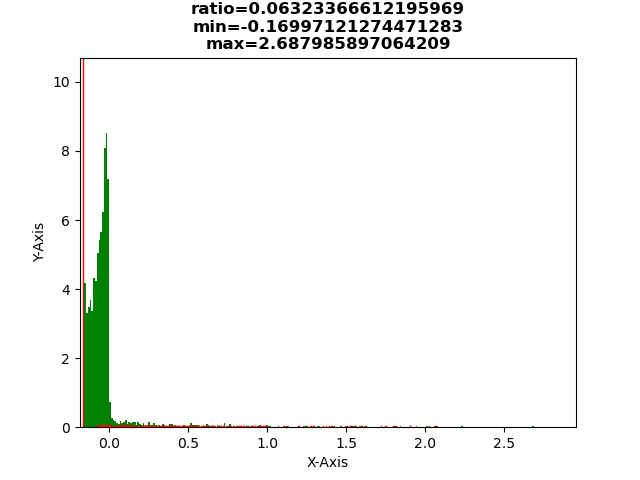 ratio=0.06323366612195969
min=-0.16997121274471283
max=2.687985897064209
10
8
6
4
2
0
Y-Axis
0.0 0.5 1.0 1.5 2.0 2.5
X-Axis